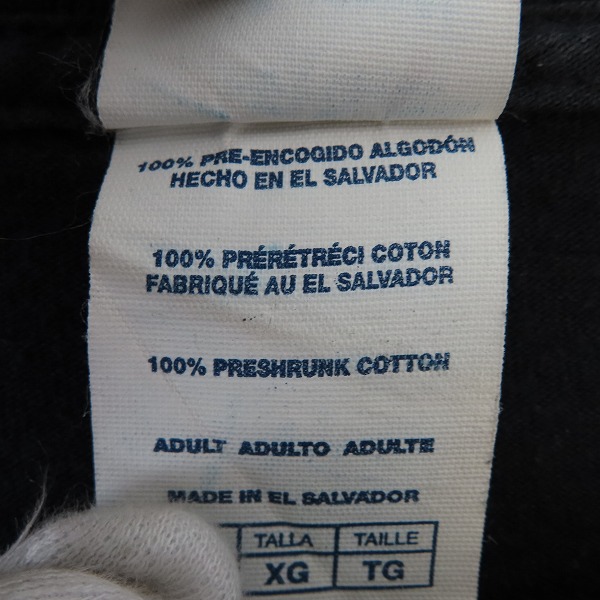 100% PRE-ENCOGIDO ALGODÓN
HECHO EN EL SALVADOR
100% PRÉRÉTRÉCI COTON
FABRIQUÉ AU EL SALVADOR
100% PRESHRUNK COTTON
ADULT ADULTO ADULTE
MADE IN EL SALVADOR
TALLA TAILLE
XG TG